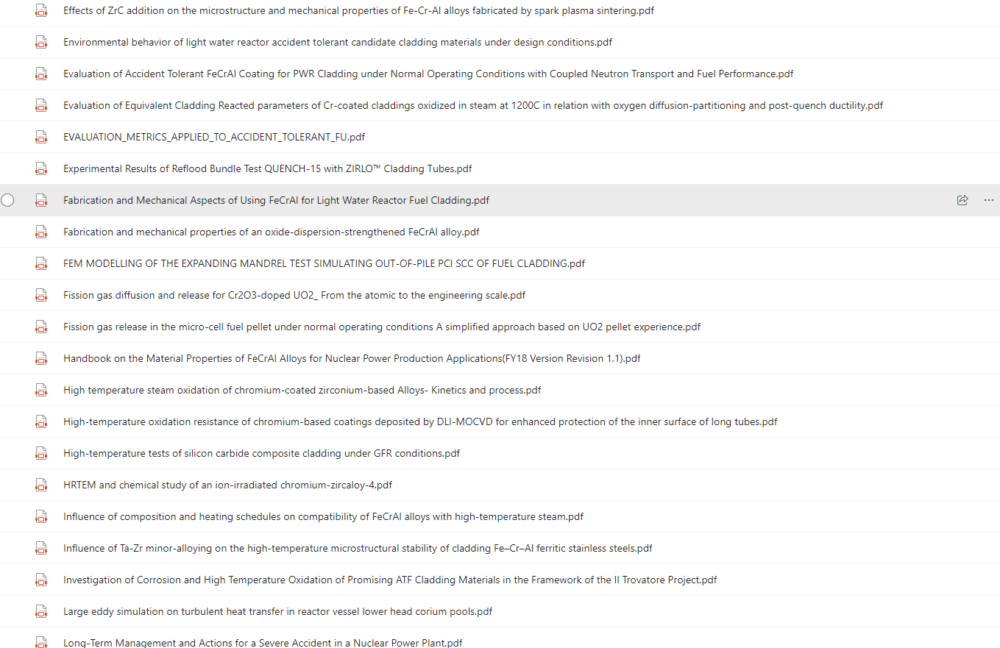 Effects of ZrC addition on the microstructure and mechanical properties of Fe-Cr-Al alloys fabricated by spark plasma sintering.pdf
Environmental behavior of light water reactor accident tolerant candidate cladding materials under design conditions.pdf
Evaluation of Accident Tolerant FeCrAl Coating for PWR Cladding under Normal Operating Conditions with Coupled Neutron Transport and Fuel Performance.pdf
Evaluation of Equivalent Cladding Reacted parameters of Cr-coated claddings oxidized in steam at 1200C in relation with oxygen diffusion-partitioning and post-quench ductility.pdf
EVALUATION_METRICS_APPLIED_TO_ACCIDENT_TOLERANT_FU.pdf
Experimental Results of Reflood Bundle Test QUENCH-15 with ZIRLO™ Cladding Tubes.pdf
Fabrication and Mechanical Aspects of Using FeCrAl for Light Water Reactor Fuel Cladding.pdf
Fabrication and mechanical properties of an oxide-dispersion-strengthened FeCrAl alloy.pdf
FEM MODELLING OF THE EXPANDING MANDREL TEST SIMULATING OUT-OF-PILE PCI SCC OF FUEL CLADDING.pdf
Fission gas diffusion and release for Cr2O3-doped UO2_ From the atomic to the engineering scale.pdf
Fission gas release in the micro-cell fuel pellet under normal operating conditions A simplified approach based on UO2 pellet experience.pdf
Handbook on the Material Properties of FeCrAl Alloys for Nuclear Power Production Applications(FY18 Version Revision 1.1).pdf
High temperature steam oxidation of chromium-coated zirconium-based Alloys- Kinetics and process.pdf
High-temperature oxidation resistance of chromium-based coatings deposited by DLI-MOCVD for enhanced protection of the inner surface of long tubes.pdf
High-temperature tests of silicon carbide composite cladding under GFR conditions.pdf
HRTEM and chemical study of an ion-irradiated chromium-zircaloy-4.pdf
Influence of composition and heating schedules on compatibility of FeCrAl alloys with high-temperature steam.pdf
Influence of Ta-Zr minor-alloying on the high-temperature microstructural stability of cladding Fe–Cr–Al ferritic stainless steels.pdf
Investigation of Corrosion and High Temperature Oxidation of Promising ATF Cladding Materials in the Framework of the II Trovatore Project.pdf
Large eddy simulation on turbulent heat transfer in reactor vessel lower head corium pools.pdf
Long-Term Management and Actions for a Severe Accident in a Nuclear Power Plant.pdf